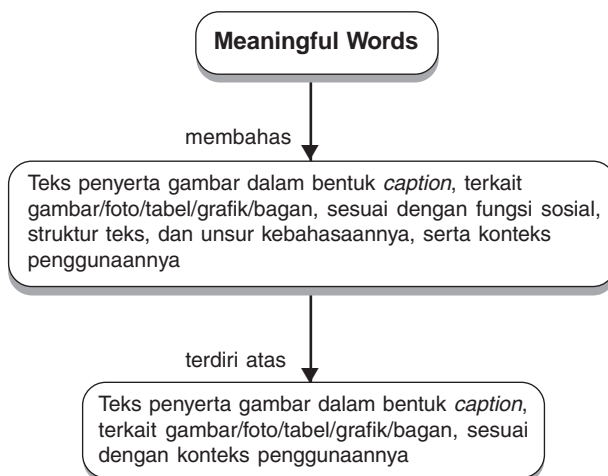 Meaningful Words
membahas
Teks penyerta gambar dalam bentuk caption, terkait
gambar/foto/tabel/grafik/bagan, sesuai dengan fungsi sosial,
struktur teks, dan unsur kebahasaannya, serta konteks
penggunaannya
terdiri atas
Teks penyerta gambar dalam bentuk caption,
terkait gambar/foto/tabel/grafik/bagan, sesuai
dengan konteks penggunaannya